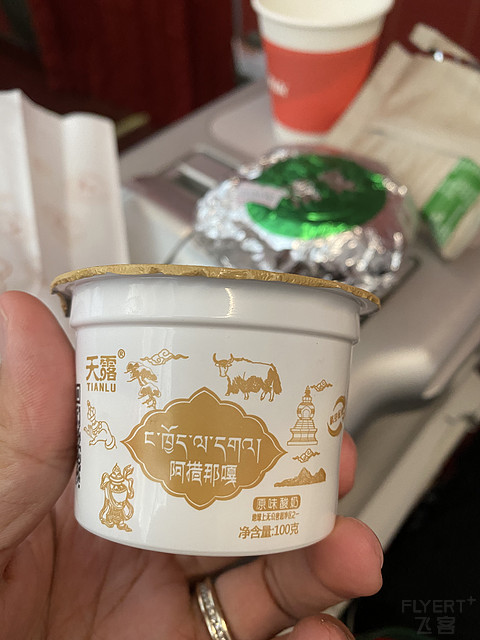 天露®
TIANLU
ང་ཁྱོད་ལ་དགའ།
阿措那嘎
原味酸奶
净含量:100克
FLYERT+
飞客